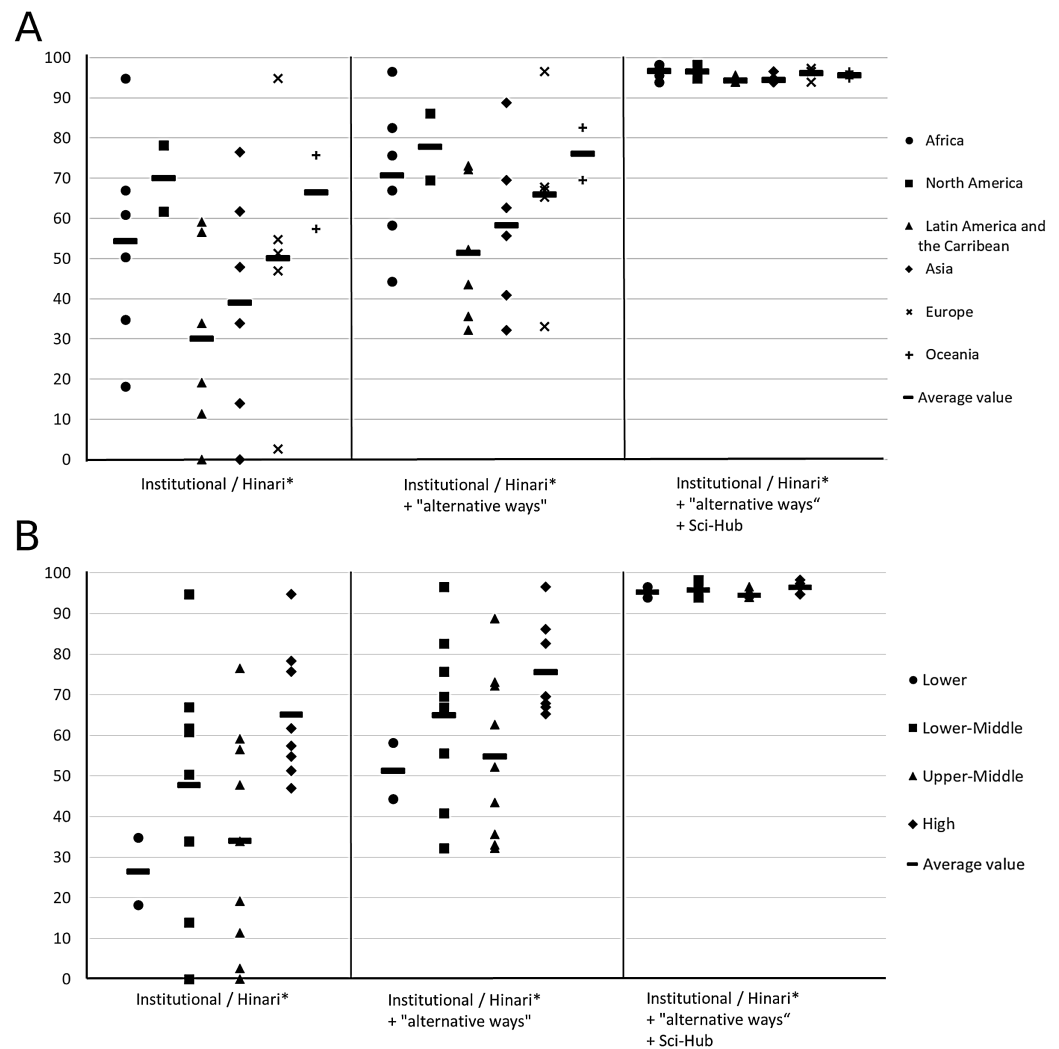 A
100
90
80
70
60
50
40
30
20
10
0
Institutional / Hinari*
Institutional / Hinari*
+ "alternative ways"
Institutional / Hinari*
+ "alternative ways“
+ Sci-Hub
Africa
North America
Latin America and
the Carribean
Asia
Europe
Oceania
Average value
B
100
90
80
70
60
50
40
30
20
10
0
Institutional / Hinari*
Institutional / Hinari*
+ "alternative ways"
Institutional / Hinari*
+ "alternative ways“
+ Sci-Hub
Lower
Lower-Middle
Upper-Middle
High
Average value